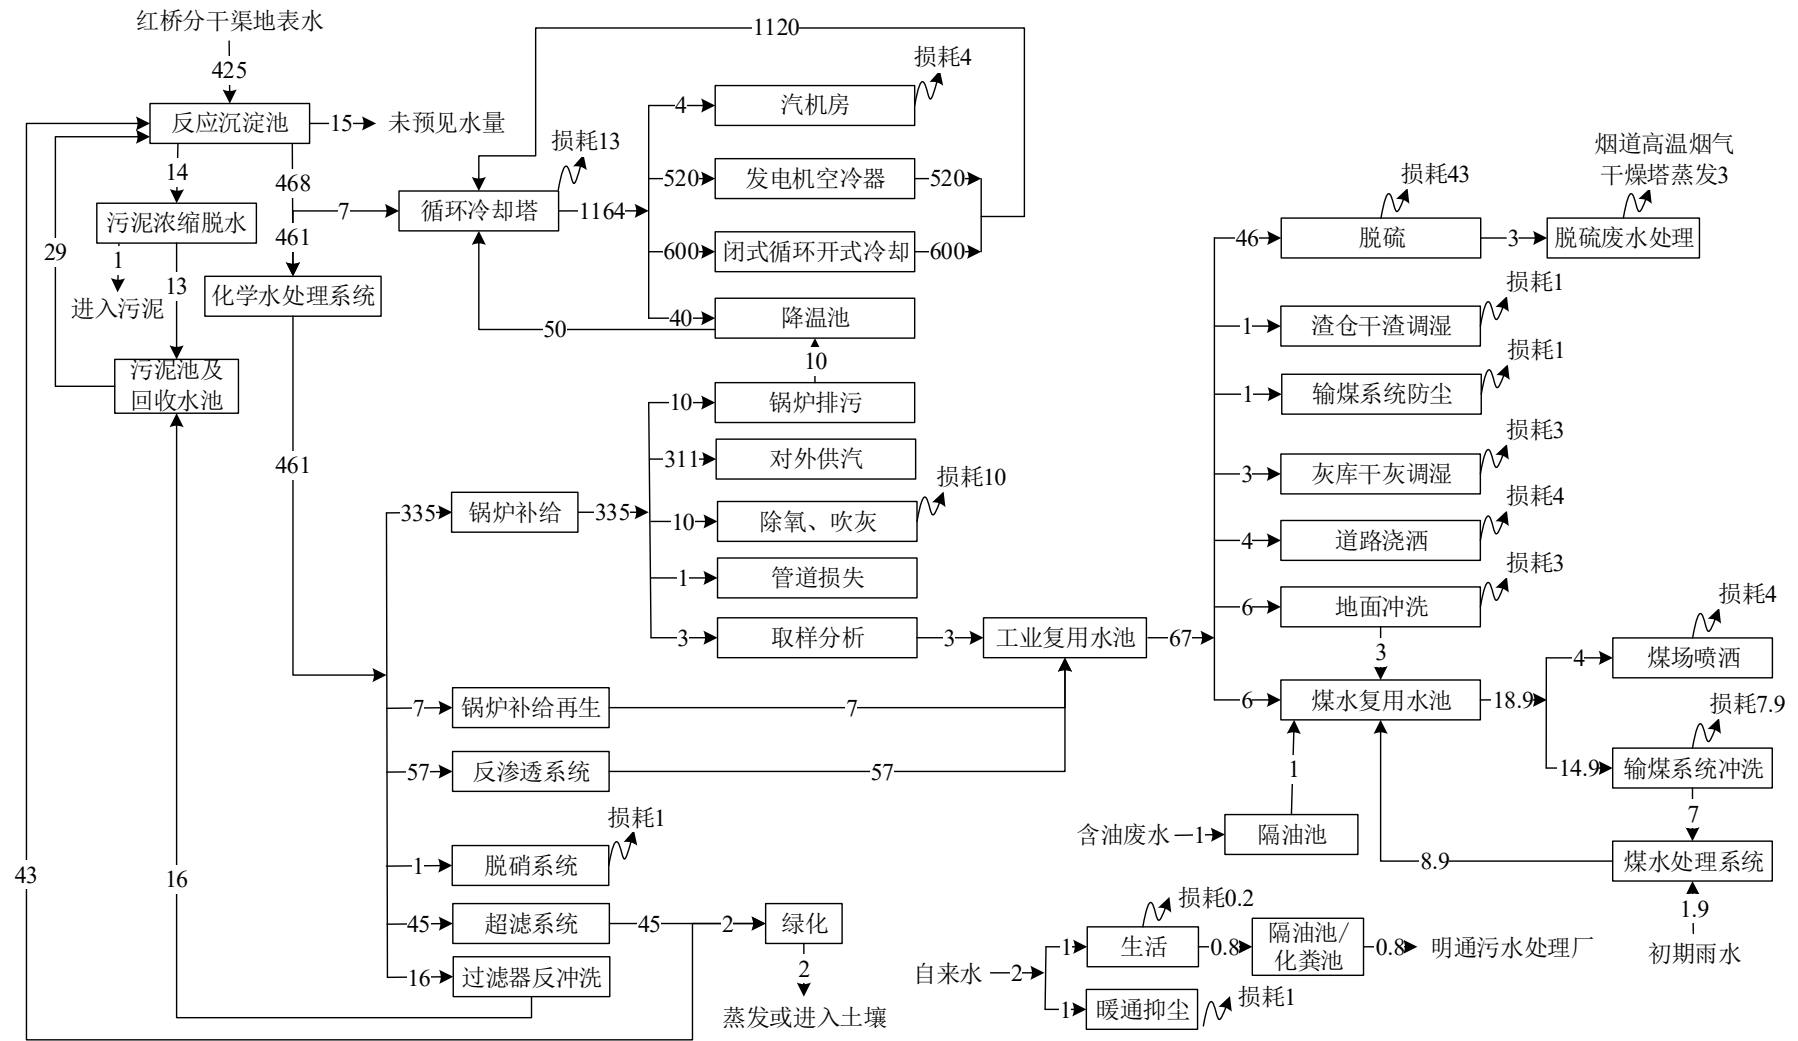 红桥分干渠地表水
425
反应沉淀池
15
未预见水量
14
468
污泥浓缩脱水
7
461
1
13
29
进入污泥
化学水处理系统
污泥池及
回收水池
461
43
16
1120
损耗13
循环冷却塔
1164
4
汽机房
损耗4
520
发电机空冷器
520
600
闭式循环开式冷却
600
40
降温池
50
10
10
锅炉排污
311
对外供汽
335
锅炉补给
335
10
除氧、吹灰
损耗10
1
管道损失
3
取样分析
3
工业复用水池
67
7
锅炉补给再生
7
57
反渗透系统
57
1
脱硝系统
损耗1
45
超滤系统
45
2
绿化
2
蒸发或进入土壤
16
过滤器反冲洗
46
脱硫
损耗43
3
脱硫废水处理
烟道高温烟气
干燥塔蒸发3
1
渣仓干渣调湿
损耗1
1
输煤系统防尘
损耗1
3
灰库干灰调湿
损耗3
4
道路浇洒
损耗4
6
地面冲洗
损耗3
3
6
煤水复用水池
18.9
4
煤场喷洒
损耗4
14.9
输煤系统冲洗
损耗7.9
7
煤水处理系统
8.9
1.9
初期雨水
1
含油废水
1
隔油池
自来水
2
1
生活
损耗0.2
0.8
隔油池/
化粪池
0.8
明通污水处理厂
1
暖通抑尘
损耗1